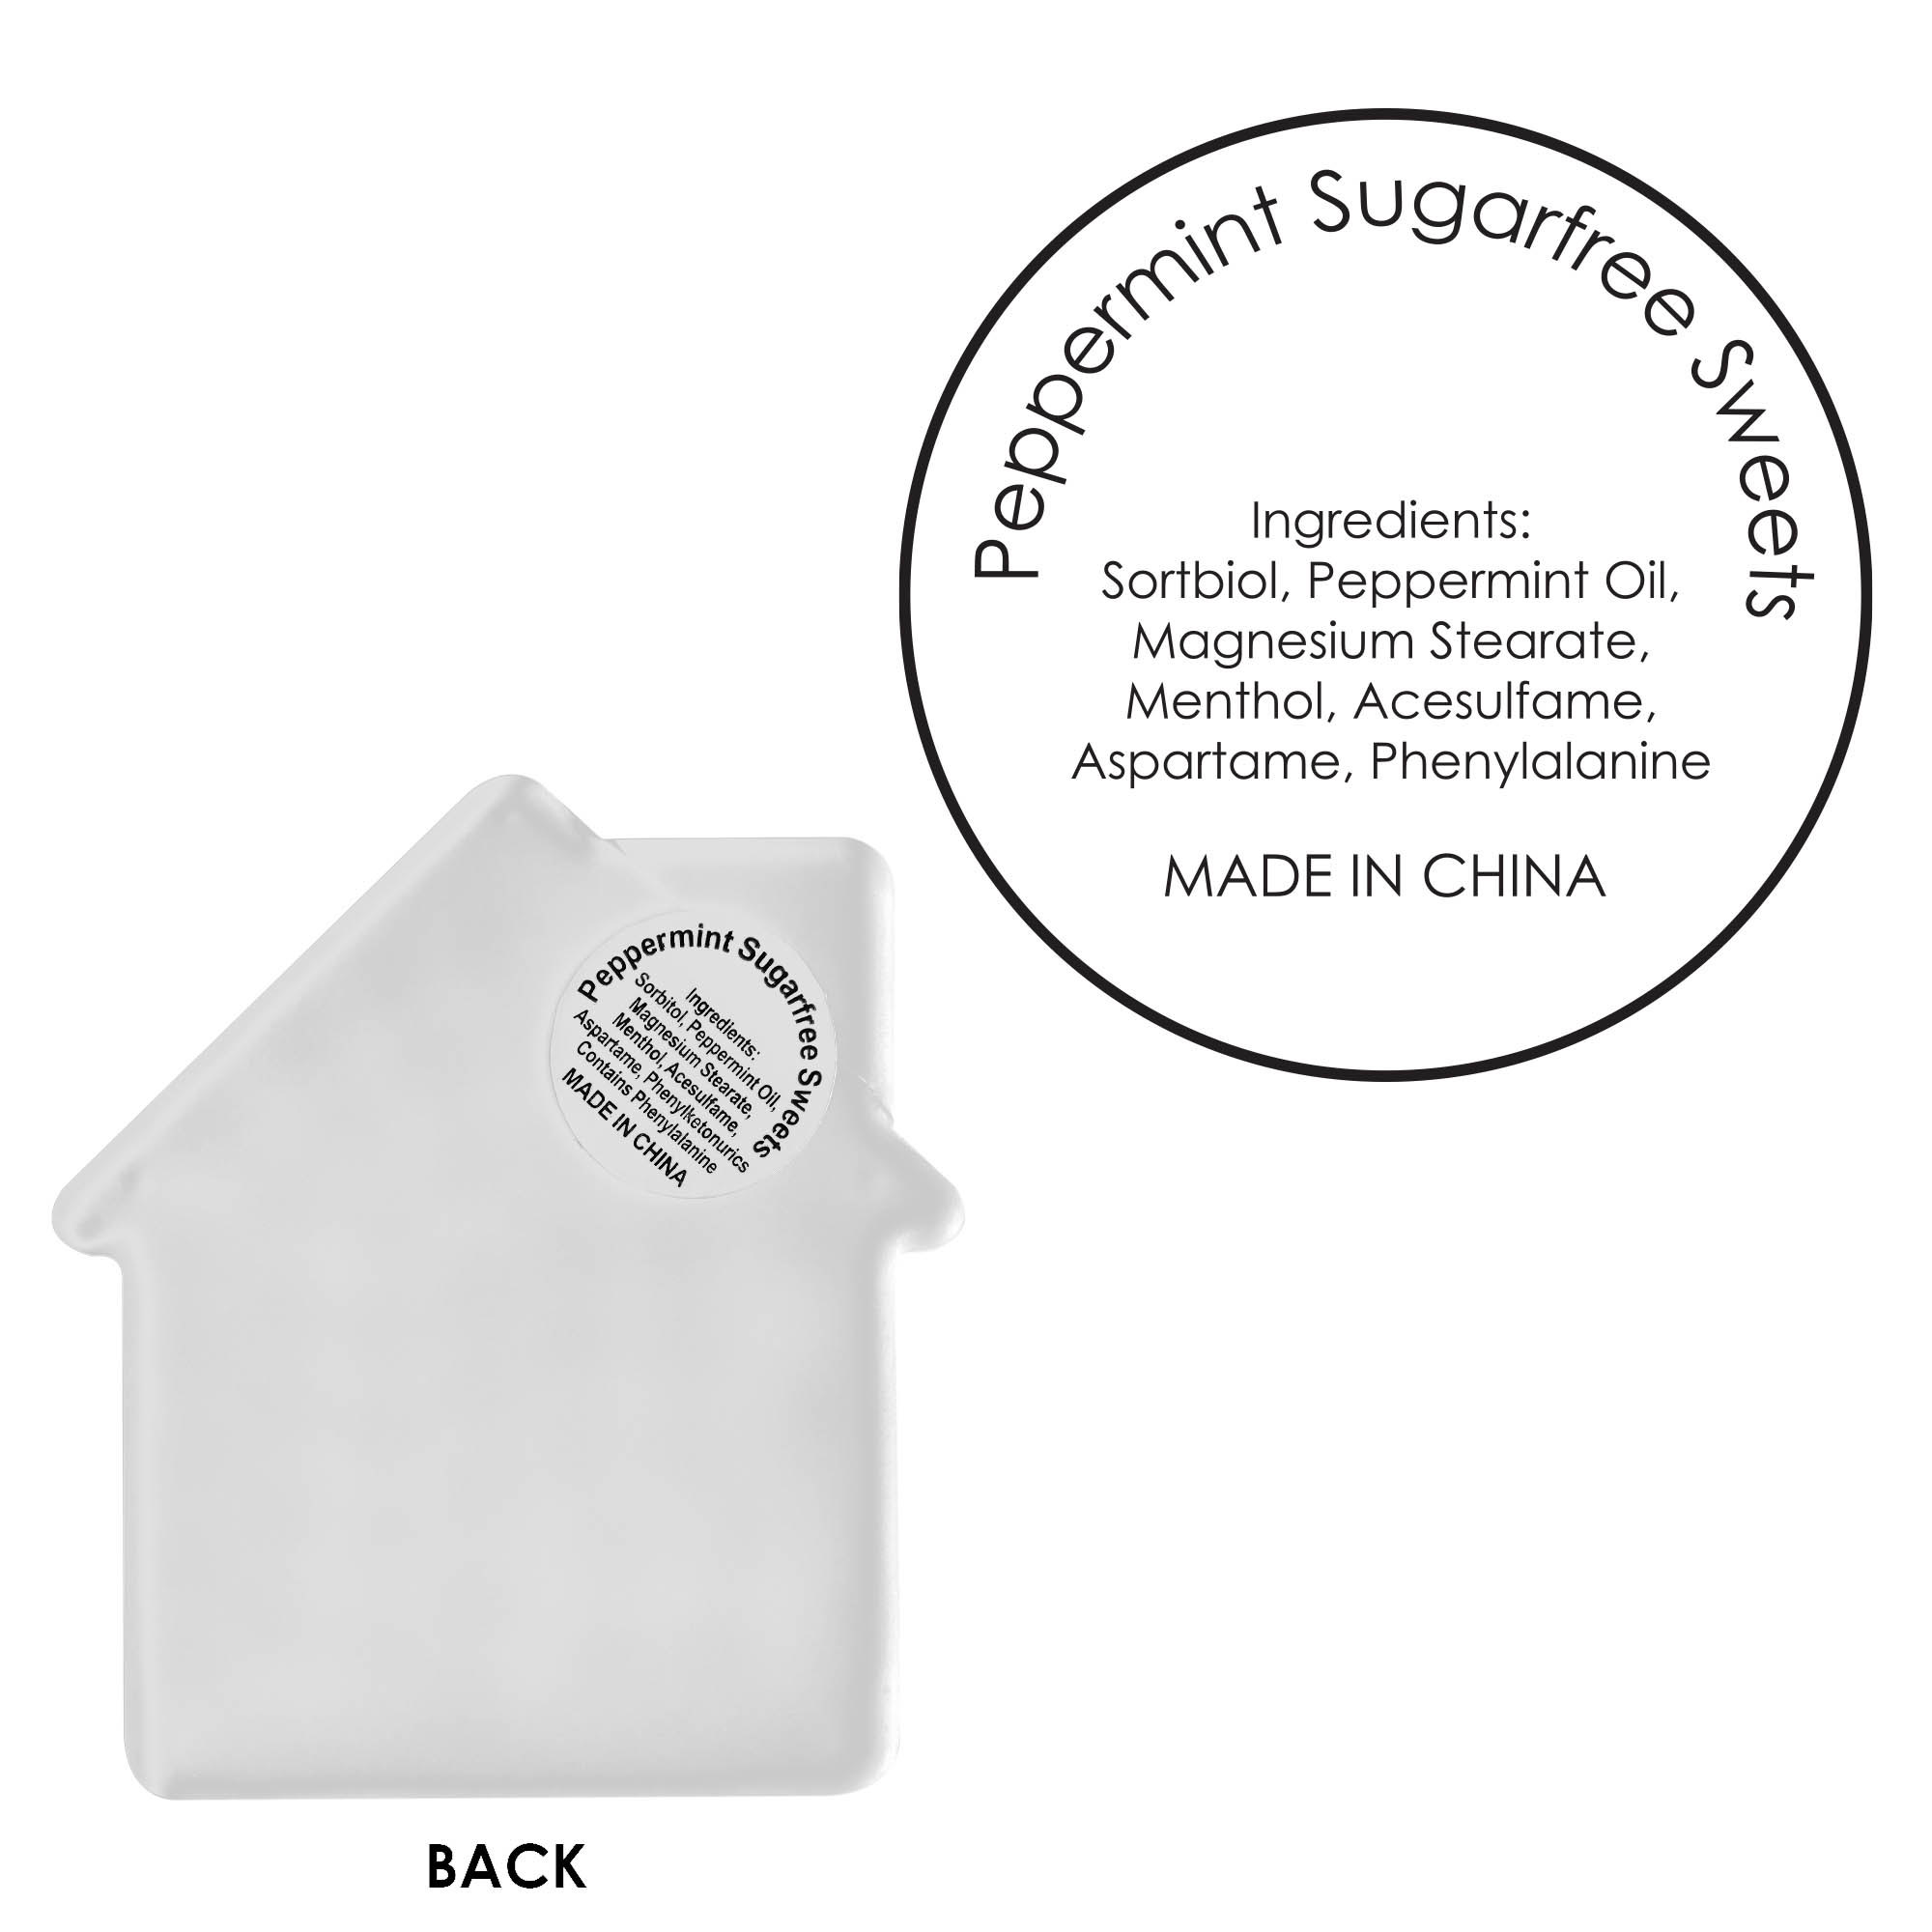 Peppermint Sugarfree Sweets
Ingredients:
Sortbiol, Peppermint Oil,
Magnesium Stearate,
Menthol, Acesulfame,
Aspartame, Phenylalanine
MADE IN CHINA
Peppermint Sugarfree Sweets
Ingredients:
Sorbitol, Peppermint Oil,
Magnesium Stearate,
Menthol, Acesulfame,
Aspartame, Phenylketonurics
Contains Phenylalanine
MADE IN CHINA
BACK